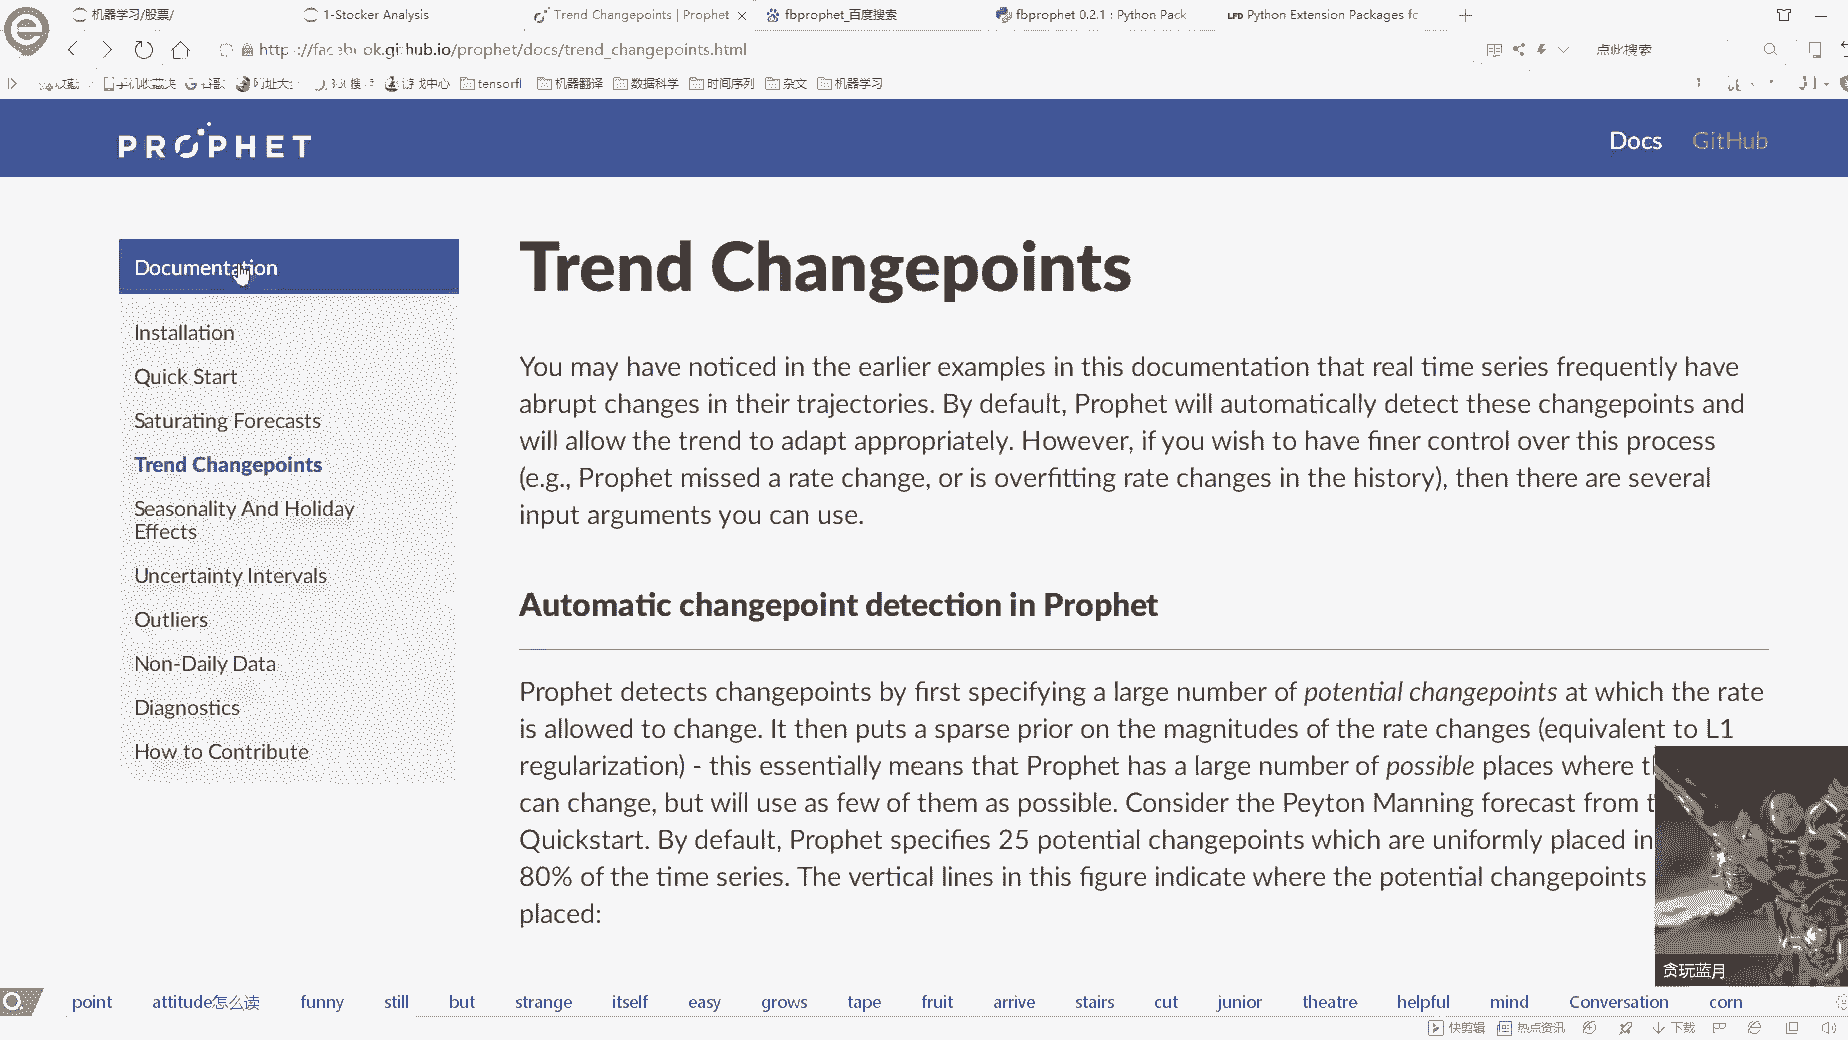 机器学习/股票/
1-Stocker Analysis
Trend Changepoints | Prophet
fbprophet_百度搜索
fbprophet 0.2.1 : Python Pack
LFD Python Extension Packages fc
.github.io/prophet/docs/trend_changepoints.html
点此搜索
手机收藏夹
谷歌
网址大
游戏中心
tensorfl
机器翻译
数据科学
时间序列
杂文
机器学习
PROPHET
Docs
GitHub
Documentation
Installation
Quick Start
Saturating Forecasts
Trend Changepoints
Seasonality And Holiday
Effects
Uncertainty Intervals
Outliers
Non-Daily Data
Diagnostics
How to Contribute
Trend Changepoints
You may have noticed in the earlier examples in this documentation that real time series frequently have
abrupt changes in their trajectories. By default, Prophet will automatically detect these changepoints and
will allow the trend to adapt appropriately. However, if you wish to have finer control over this process
(e.g., Prophet missed a rate change, or is overfitting rate changes in the history), then there are several
input arguments you can use.
Automatic changepoint detection in Prophet
Prophet detects changepoints by first specifying a large number of potential changepoints at which the rate
is allowed to change. It then puts a sparse prior on the magnitudes of the rate changes (equivalent to L1
regularization) - this essentially means that Prophet has a large number of possible places where
can change, but will use as few of them as possible. Consider the Peyton Manning forecast from
Quickstart. By default, Prophet specifies 25 potential changepoints which are uniformly placed in
80% of the time series. The vertical lines in this figure indicate where the potential changepoints
placed:
贪玩蓝月
point attitude怎么读 funny still but strange itself easy grows tape fruit arrive stairs cut junior theatre helpful mind Conversation corn
快剪辑 热点资讯 下载